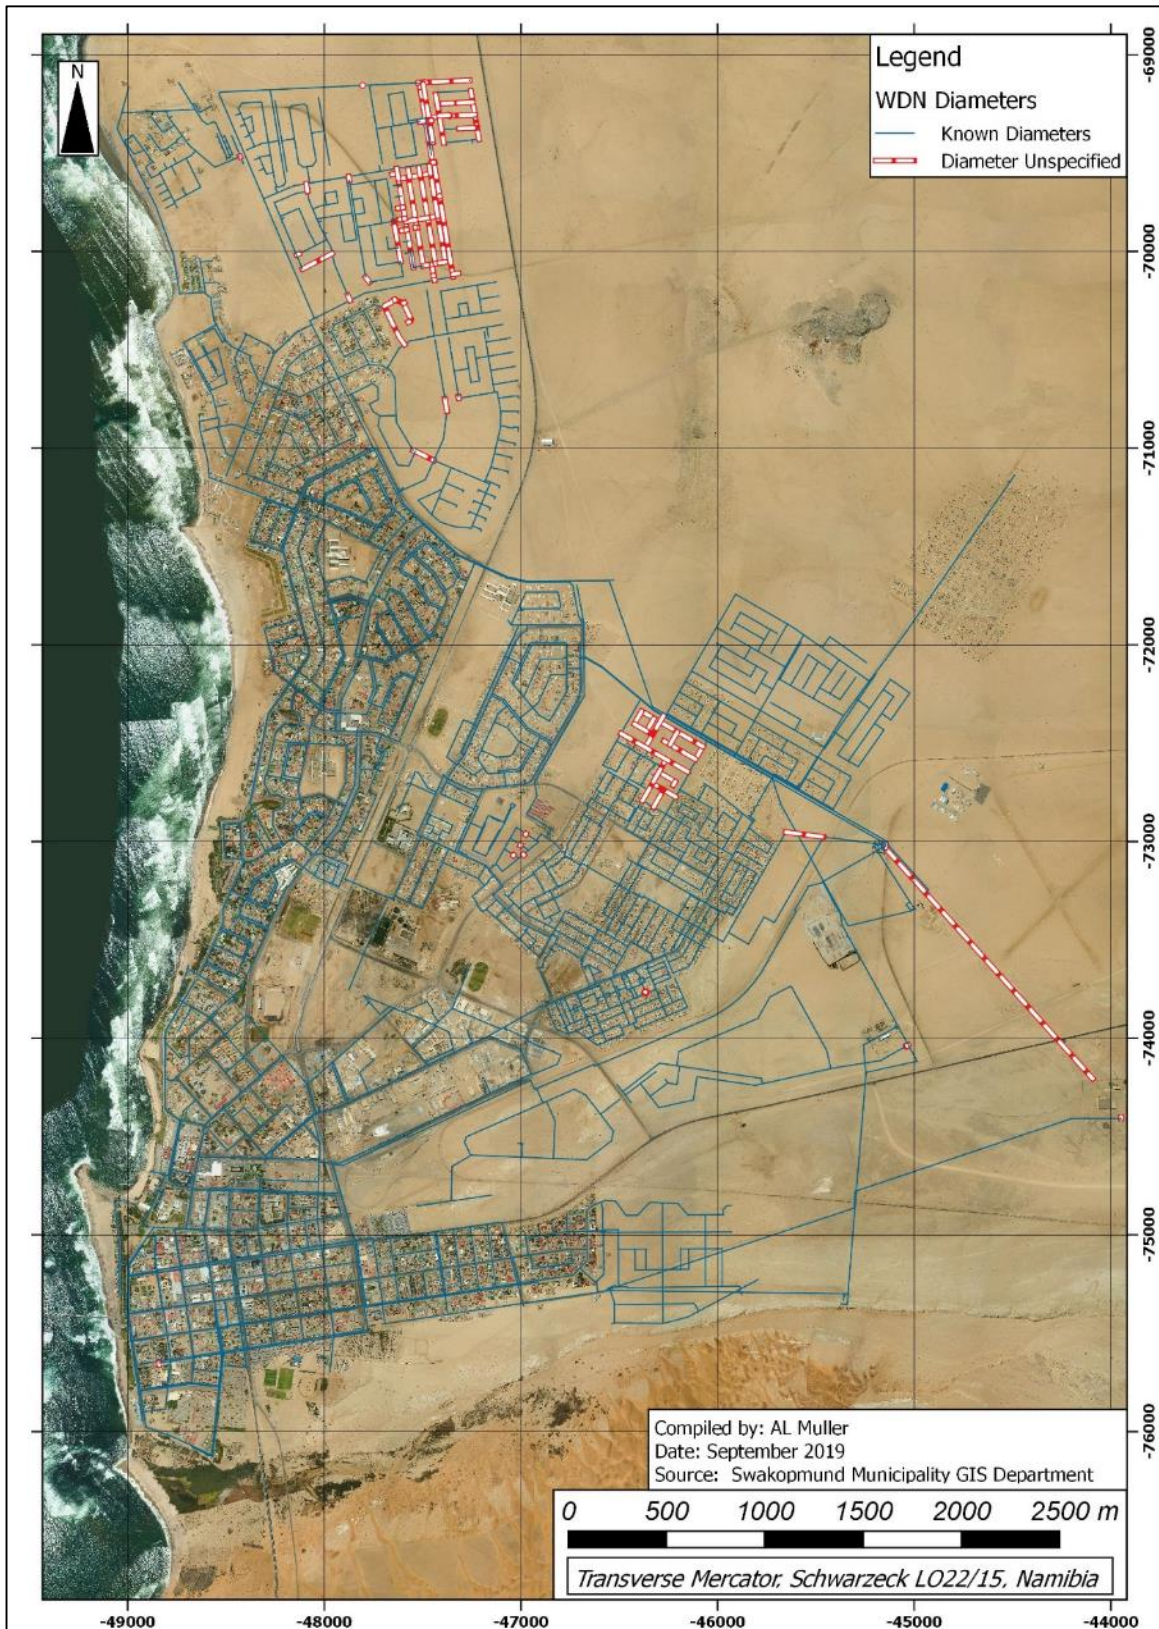 Legend
WDN Diameters
Known Diameters
Diameter Unspecified
N
-69000
-70000
-71000
-72000
-73000
-74000
-75000
-76000
Compiled by: AL Muller
Date: September 2019
Source: Swakopmund Municipality GIS Department
0 500 1000 1500 2000 2500 m
Transverse Mercator, Schwarzeck LO22/15, Namibia
-49000 -48000 -47000 -46000 -45000 -44000